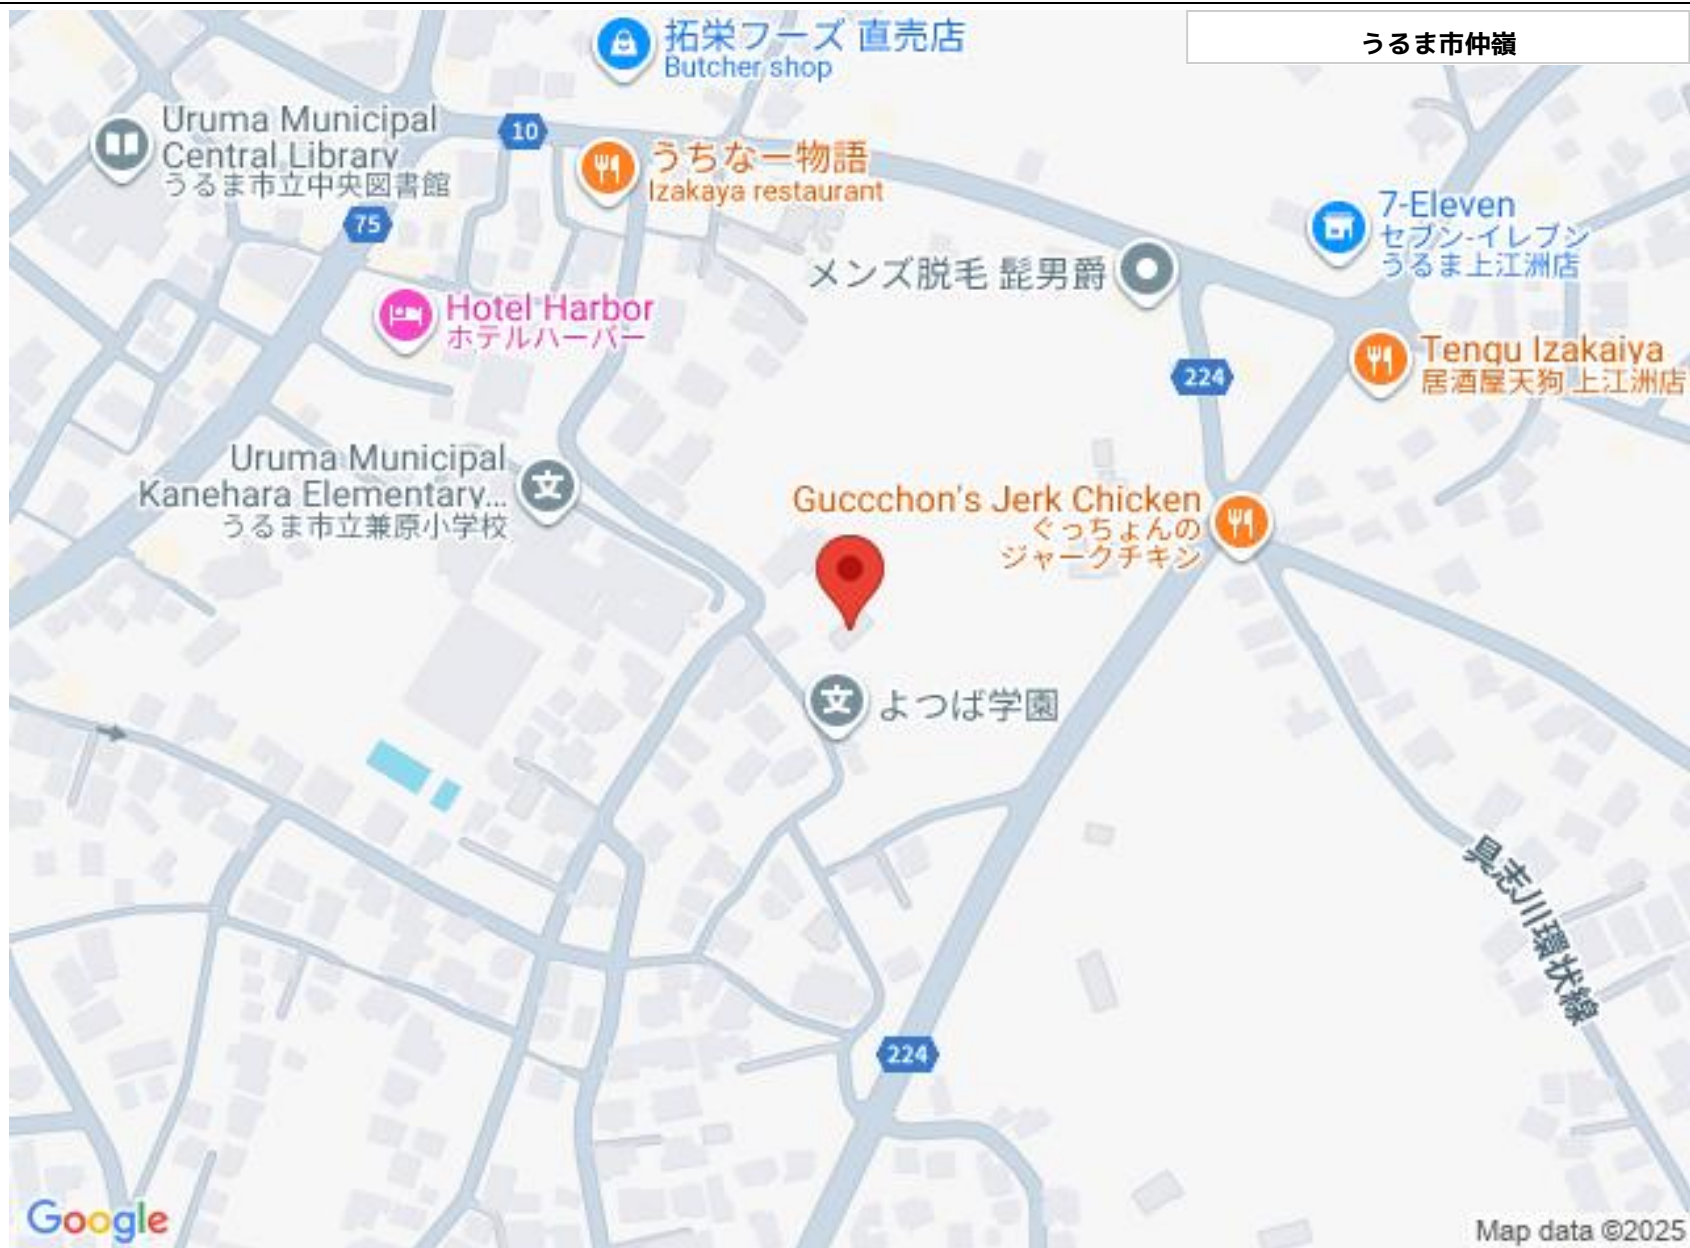 うるま市仲嶺
拓栄フーズ 直売店
Butcher shop
Uruma Municipal
Central Library
うるま市立中央図書館
10
うちなー物語
Izakaya restaurant
75
7-Eleven
セブン-イレブン
うるま上江洲店
メンズ脱毛 髭男爵
Hotel Harbor
ホテルハーバー
Tengu Izakaiya
居酒屋天狗 上江洲店
224
Uruma Municipal
Kanehara Elementary...
うるま市立兼原小学校
文
Guccchon's Jerk Chicken
ぐっちょんの
ジャークチキン
文
よつば学園
具志川環状線
224
Google
Map data ©2025